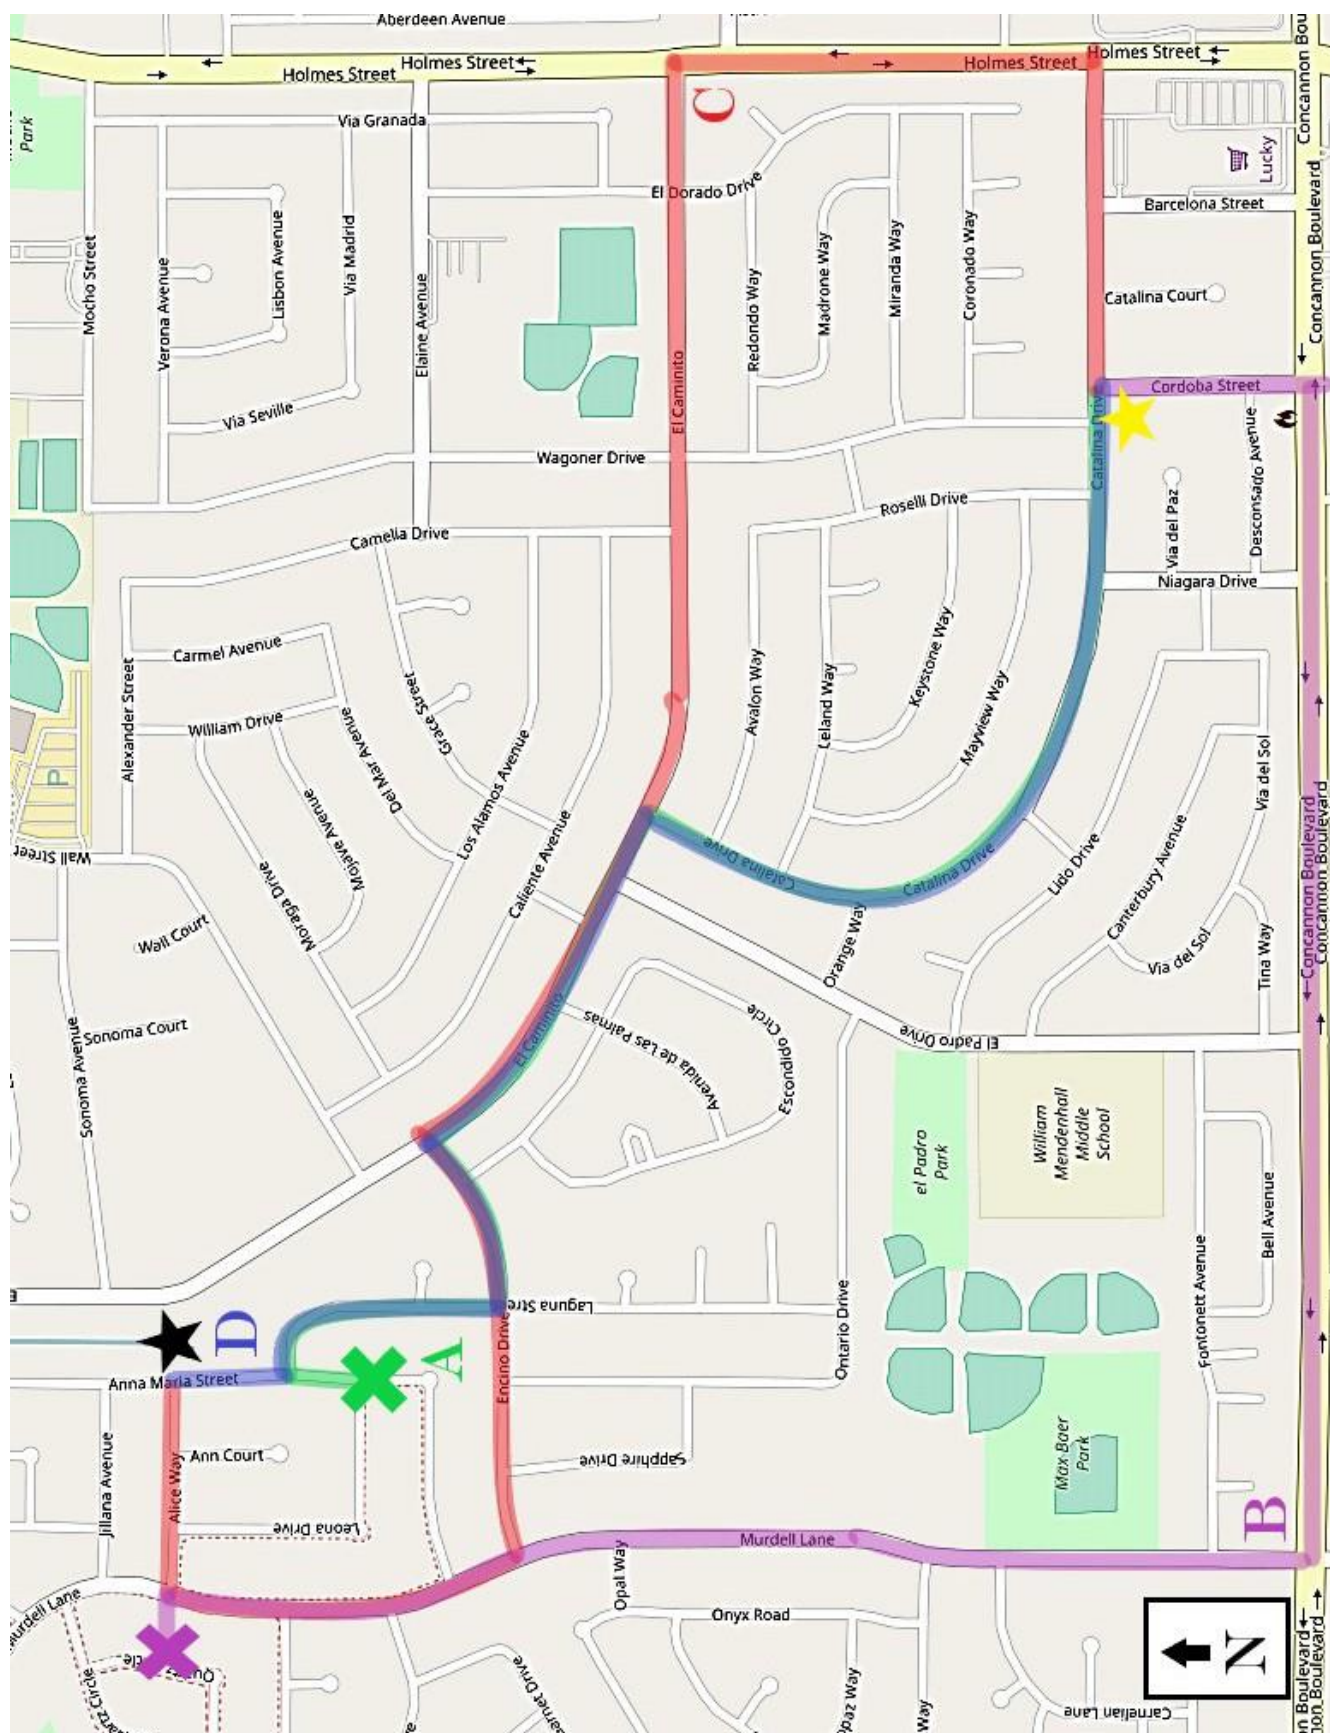 Aberdeen Avenue
Holmes Street
Holmes Street
Holmes Street
Holmes Street
Concannon Bou
Park
Via Granada
C
Lucky
Concannon Boulevard
El Dorado Drive
Barcelona Street
Mocho Street
Verona Avenue
Lisbon Avenue
Via Madrid
Elaine Avenue
Redondo Way
Madrone Way
Miranda Way
Coronado Way
Catalina Court
El Caminito
Cordoba Street
Via Seville
Catalina Drive
Wagoner Drive
Desconsado Avenue
Roselli Drive
Via del Paz
Camella Drive
Niagara Drive
Carmel Avenue
Alexander Street
Grace Street
Avalon Way
Leland Way
Keystone Way
Mayview Way
William Drive
Del Mar Avenue
P
Los Alamos Avenue
Via del Sol
Mojave Avenue
Concannon Boulevard
Concannon Boulevard
Wall Street
Moraga Drive
Caliente Avenue
Catalina Drive
Catalina Drive
Lido Drive
Canterbury Avenue
Wall Court
Orange Way
Via del Sol
Tina Way
Sonoma Court
Sonoma Avenue
El Caminito
Avenida de Las Palmas
Escondido Circle
El Padro Drive
el Padro
Park
William
Mendenhall
Middle
School
Bell Avenue
Fontonett Avenue
D
Laguna Street
A
Encino Drive
Ontario Drive
Anna Maria Street
Jillana Avenue
Alice Way
Ann Court
Sapphire Drive
Max Baer
Park
Leona Drive
B
Murdell Lane
Opal Way
Murdell Lane
Onyx Road
N
Way
Carnelian Lane